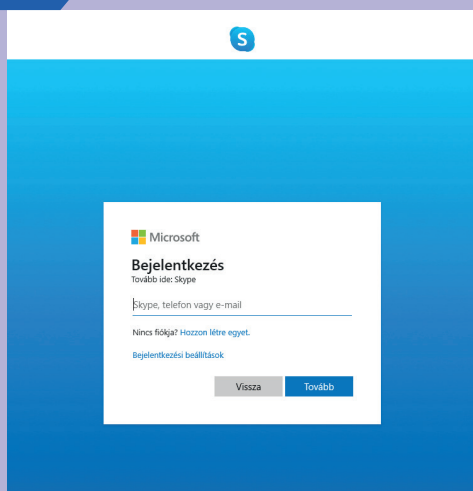 S
Microsoft
Bejelentkezés
Tovább ide: Skype
Skype, telefon vagy e-mail
Nincs fiókja? Hozzon létre egyet.
Bejelentkezési beállítások
Vissza Tovább